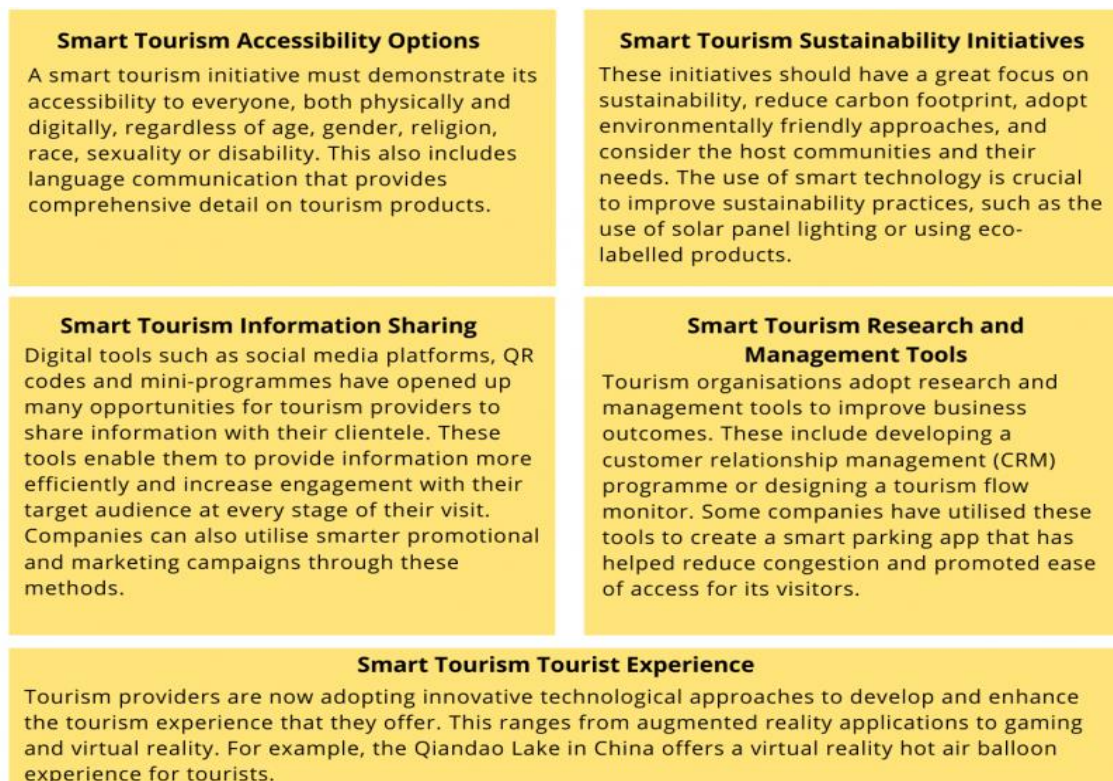 Smart Tourism Accessibility Options
A smart tourism initiative must demonstrate its
accessibility to everyone, both physically and
digitally, regardless of age, gender, religion,
race, sexuality or disability. This also includes
language communication that provides
comprehensive detail on tourism products.
Smart Tourism Sustainability Initiatives
These initiatives should have a great focus on
sustainability, reduce carbon footprint, adopt
environmentally friendly approaches, and
consider the host communities and their
needs. The use of smart technology is crucial
to improve sustainability practices, such as the
use of solar panel lighting or using eco-
labelled products.
Smart Tourism Information Sharing
Digital tools such as social media platforms, QR
codes and mini-programmes have opened up
many opportunities for tourism providers to
share information with their clientele. These
tools enable them to provide information more
efficiently and increase engagement with their
target audience at every stage of their visit.
Companies can also utilise smarter promotional
and marketing campaigns through these
methods.
Smart Tourism Research and
Management Tools
Tourism organisations adopt research and
management tools to improve business
outcomes. These include developing a
customer relationship management (CRM)
programme or designing a tourism flow
monitor. Some companies have utilised these
tools to create a smart parking app that has
helped reduce congestion and promoted ease
of access for its visitors.
Smart Tourism Tourist Experience
Tourism providers are now adopting innovative technological approaches to develop and enhance
the tourism experience that they offer. This ranges from augmented reality applications to gaming
and virtual reality. For example, the Qiandao Lake in China offers a virtual reality hot air balloon
experience for tourists.